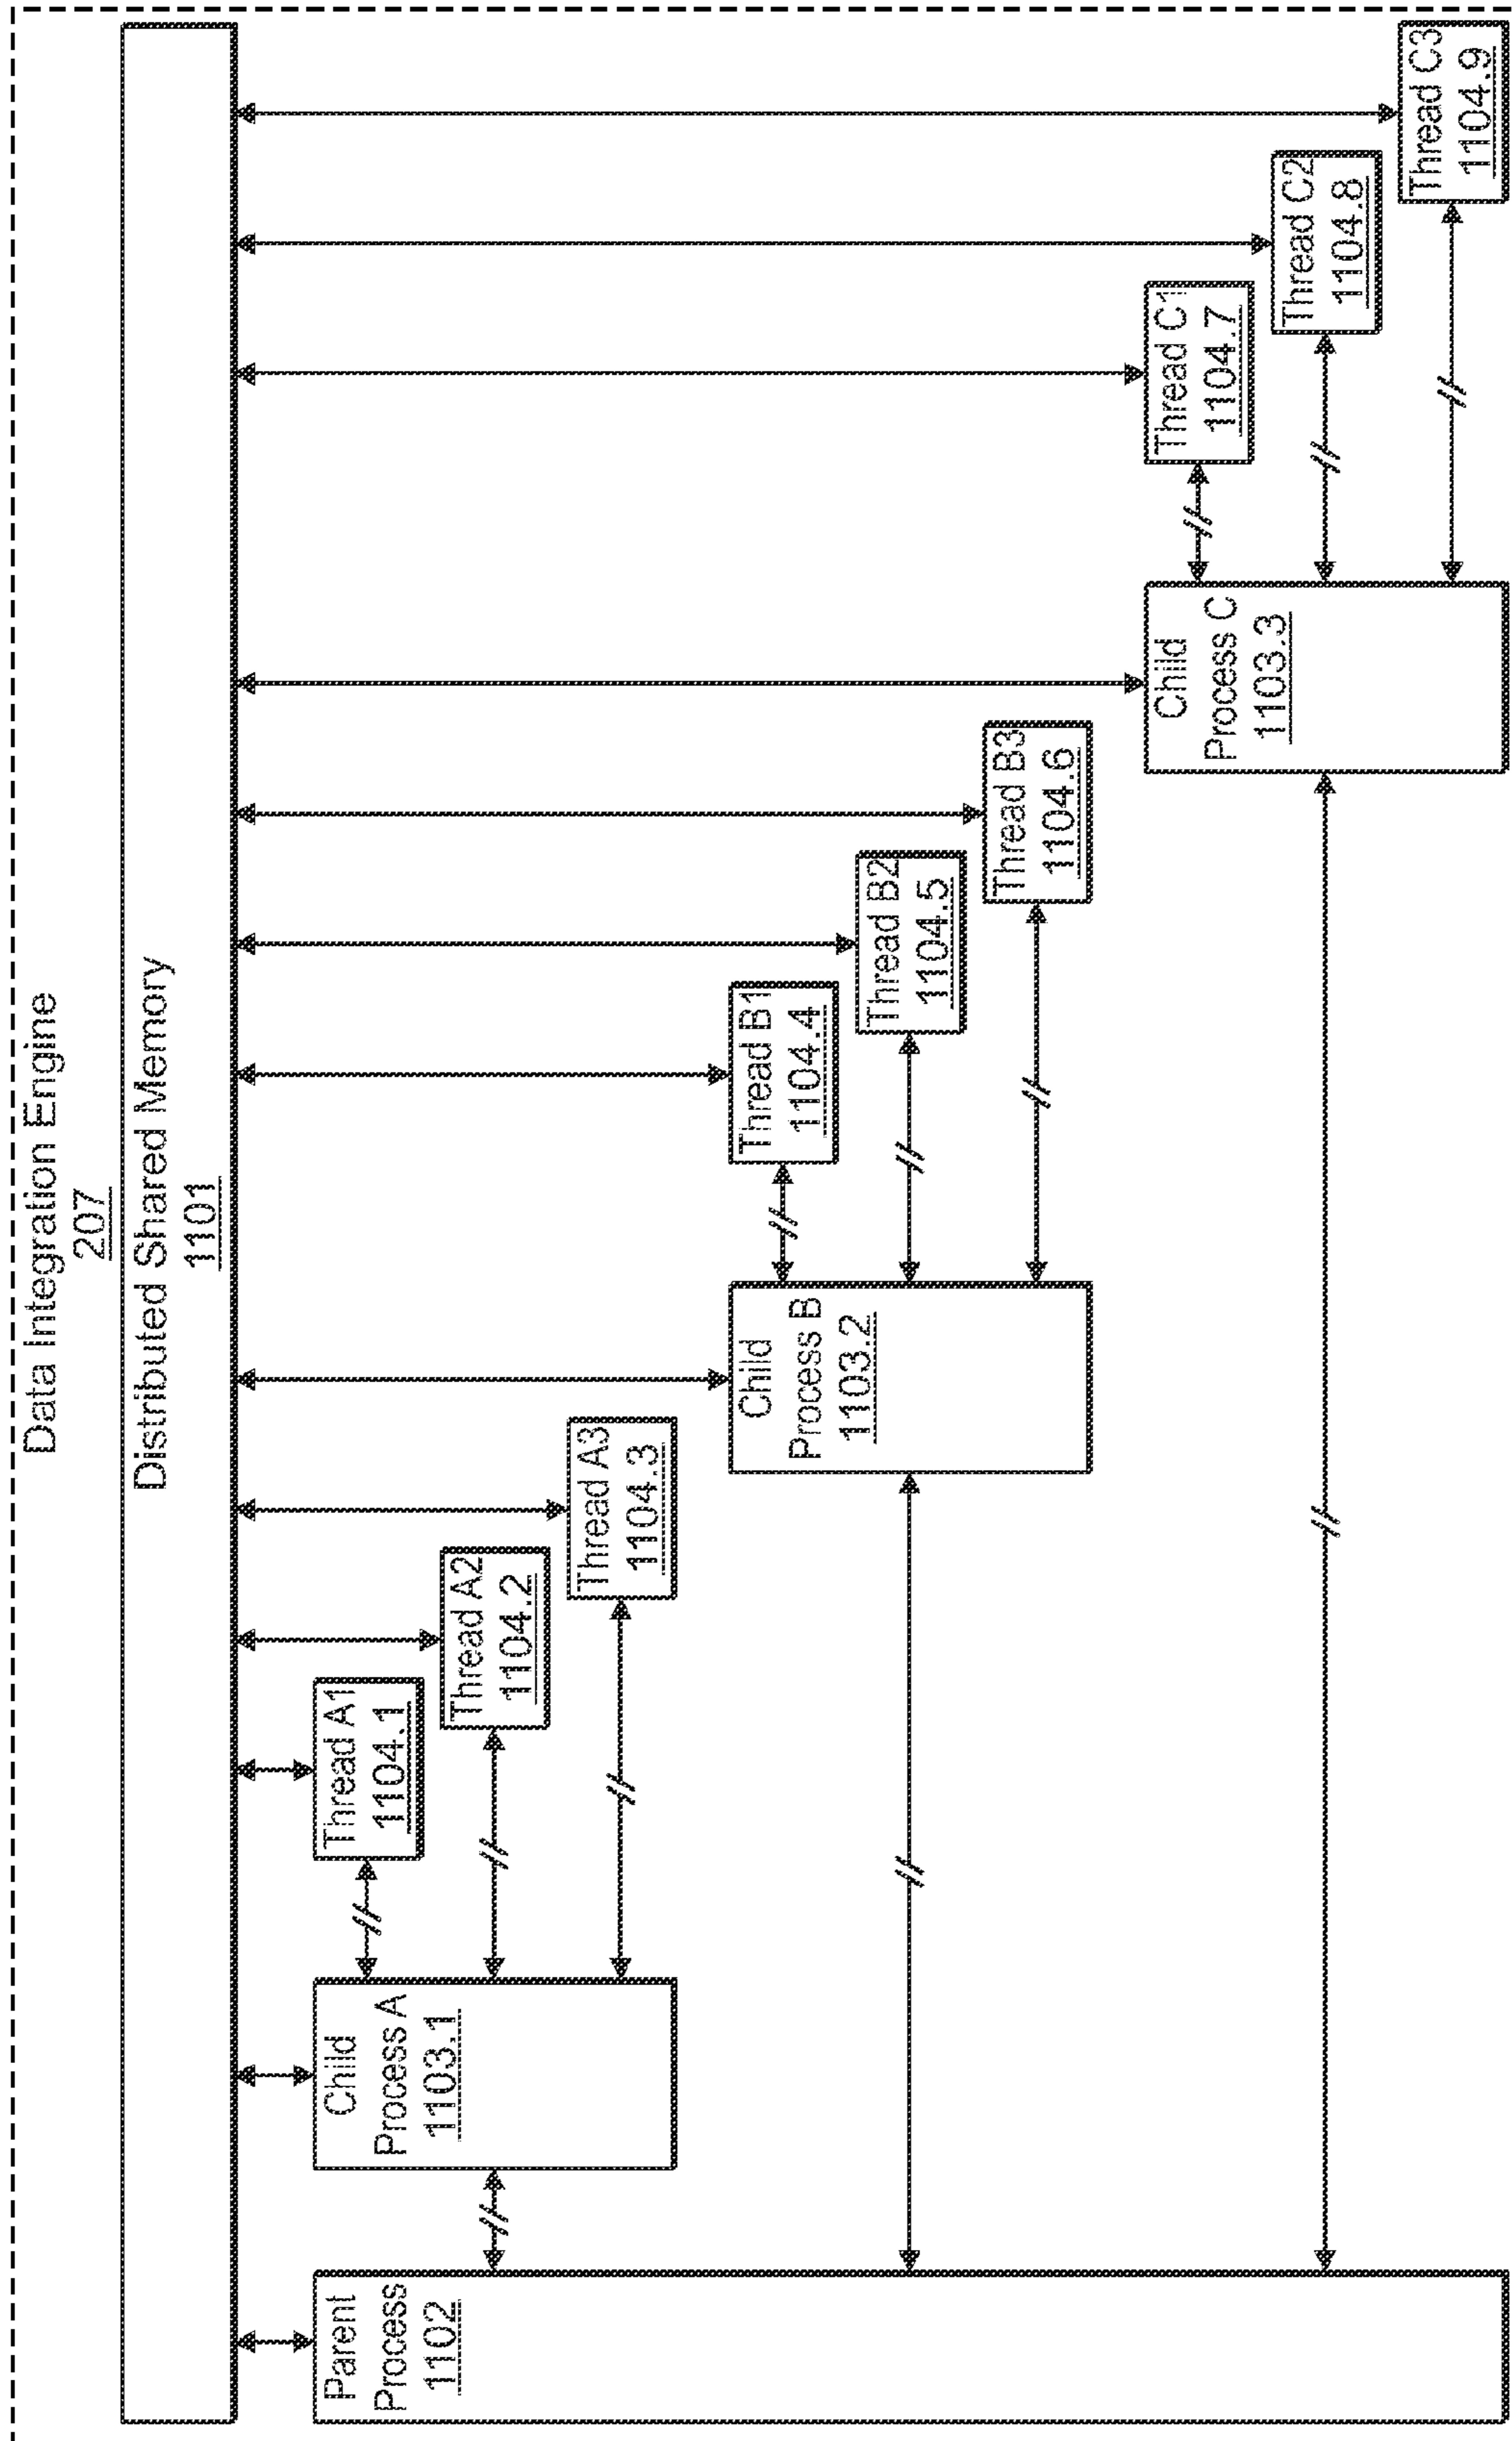 Data Integration Engine
207
Distributed Shared Memory
1101
Parent
Process
1102
Child
Process A
1103.1
Thread A1
1104.1
Thread A2
1104.2
Thread A3
1104.3
Child
Process B
1103.2
Thread B1
1104.4
Thread B2
1104.5
Thread B3
1104.6
Child
Process C
1103.3
Thread C1
1104.7
Thread C2
1104.8
Thread C3
1104.9